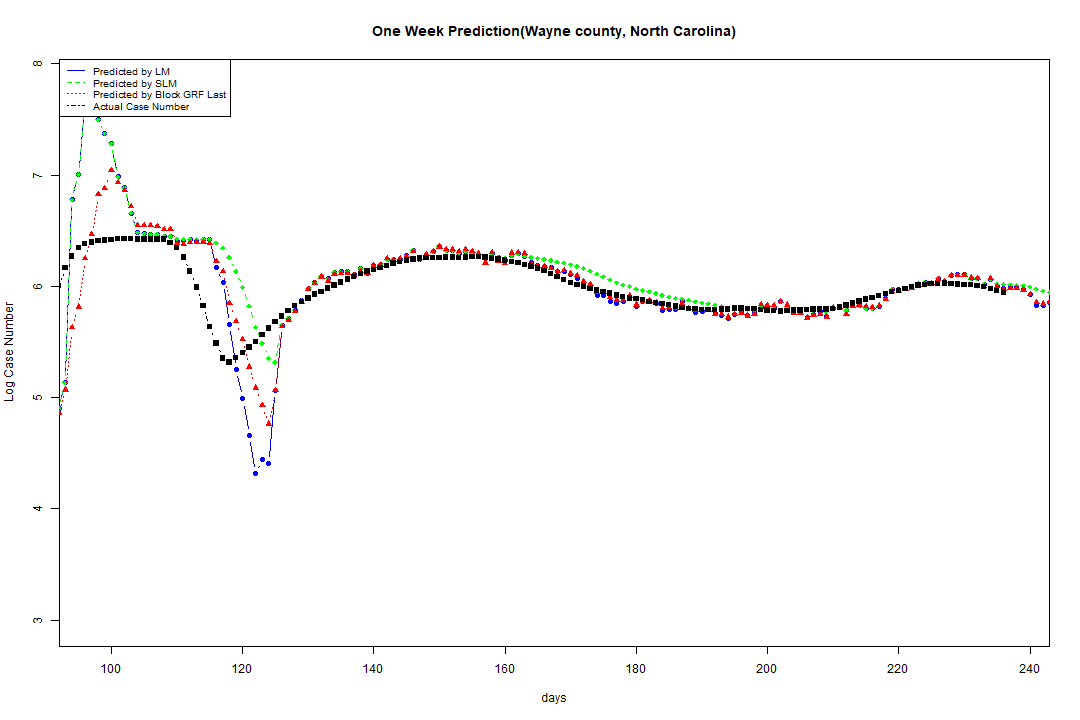 One Week Prediction(Wayne county, North Carolina)
Predicted by LM
Predicted by SLM
Predicted by Block GRF Last
Actual Case Number
8
7
6
5
4
3
Log Case Number
100 120 140 160 180 200 220 240
days